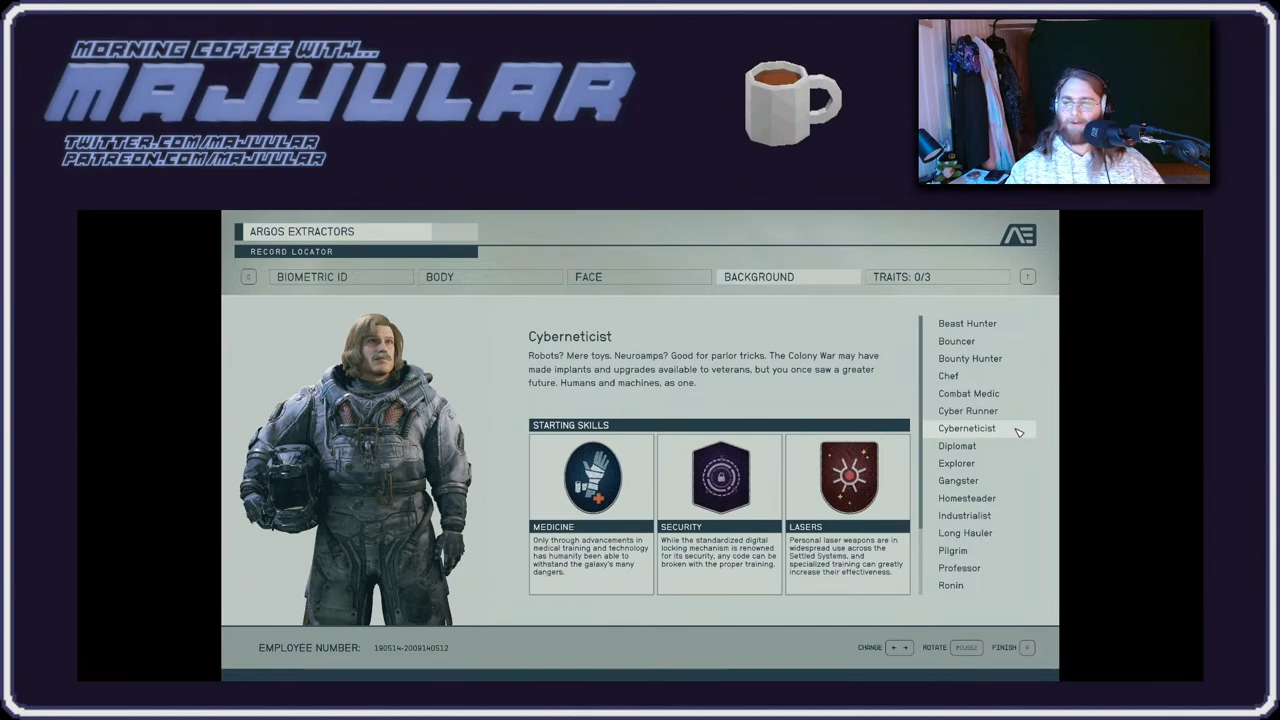 MORNING COFFEE WITH...
MAJUULAR
TWITTER.COM/MAJUULAR
PATREON.COM/MAJUULAR
ARGOS EXTRACTORS
RECORD LOCATOR
AE
BIOMETRIC ID
BODY
FACE
BACKGROUND
TRAITS: 0/3
T
Cyberneticist
Robots? Mere toys. Neuroamps? Good for parlor tricks. The Colony War may have
made implants and upgrades available to veterans, but you once saw a greater
future. Humans and machines, as one.
STARTING SKILLS
MEDICINE
Only through advancements in
medical training and technology
has humanity been able to
withstand the galaxy's many
dangers.
SECURITY
While the standardized digital
locking mechanism is renowned
for its security, any code can be
broken with the proper training.
LASERS
Personal laser weapons are in
widespread use across the
Settled Systems, and
specialized training can greatly
increase their effectiveness.
Beast Hunter
Bouncer
Bounty Hunter
Chef
Combat Medic
Cyber Runner
Cyberneticist
Diplomat
Explorer
Gangster
Homesteader
Industrialist
Long Hauler
Pilgrim
Professor
Ronin
EMPLOYEE NUMBER: 190514-2009140512
CHANGE
ROTATE MOUSE2
FINISH R